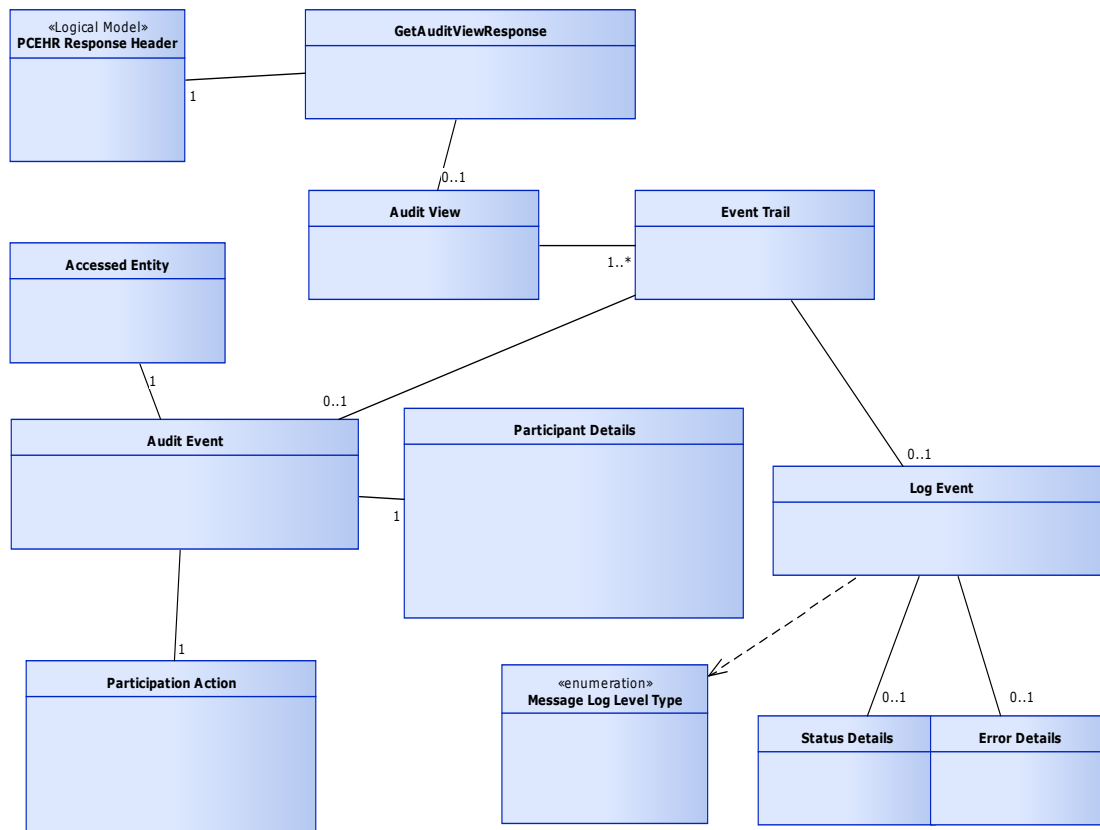 «Logical Model»
PCEHR Response Header
GetAuditViewResponse
1
0..1
Audit View
Event Trail
1..*
Accessed Entity
1
0..1
Audit Event
Participant Details
1
0..1
Log Event
1
Participation Action
«enumeration»
Message Log Level Type
0..1
0..1
Status Details
Error Details